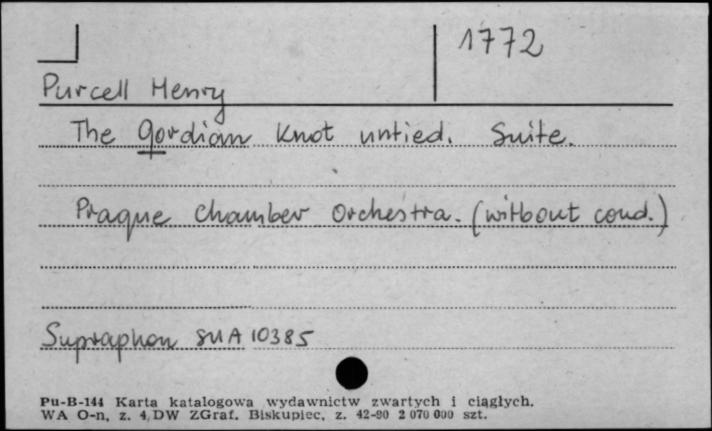 1772
Purcell Henry
The Gordian Knot untied. Suite.
Prague Chamber Orchestra. (without cond.)
Supraphon SUA 10385
Pu-B-144 Karta katalogowa wydawnictw zwartych i ciągłych.
WA O-n, z. 4, DW ZGraf. Biskupiec, z. 42-80 2 070 000 szt.